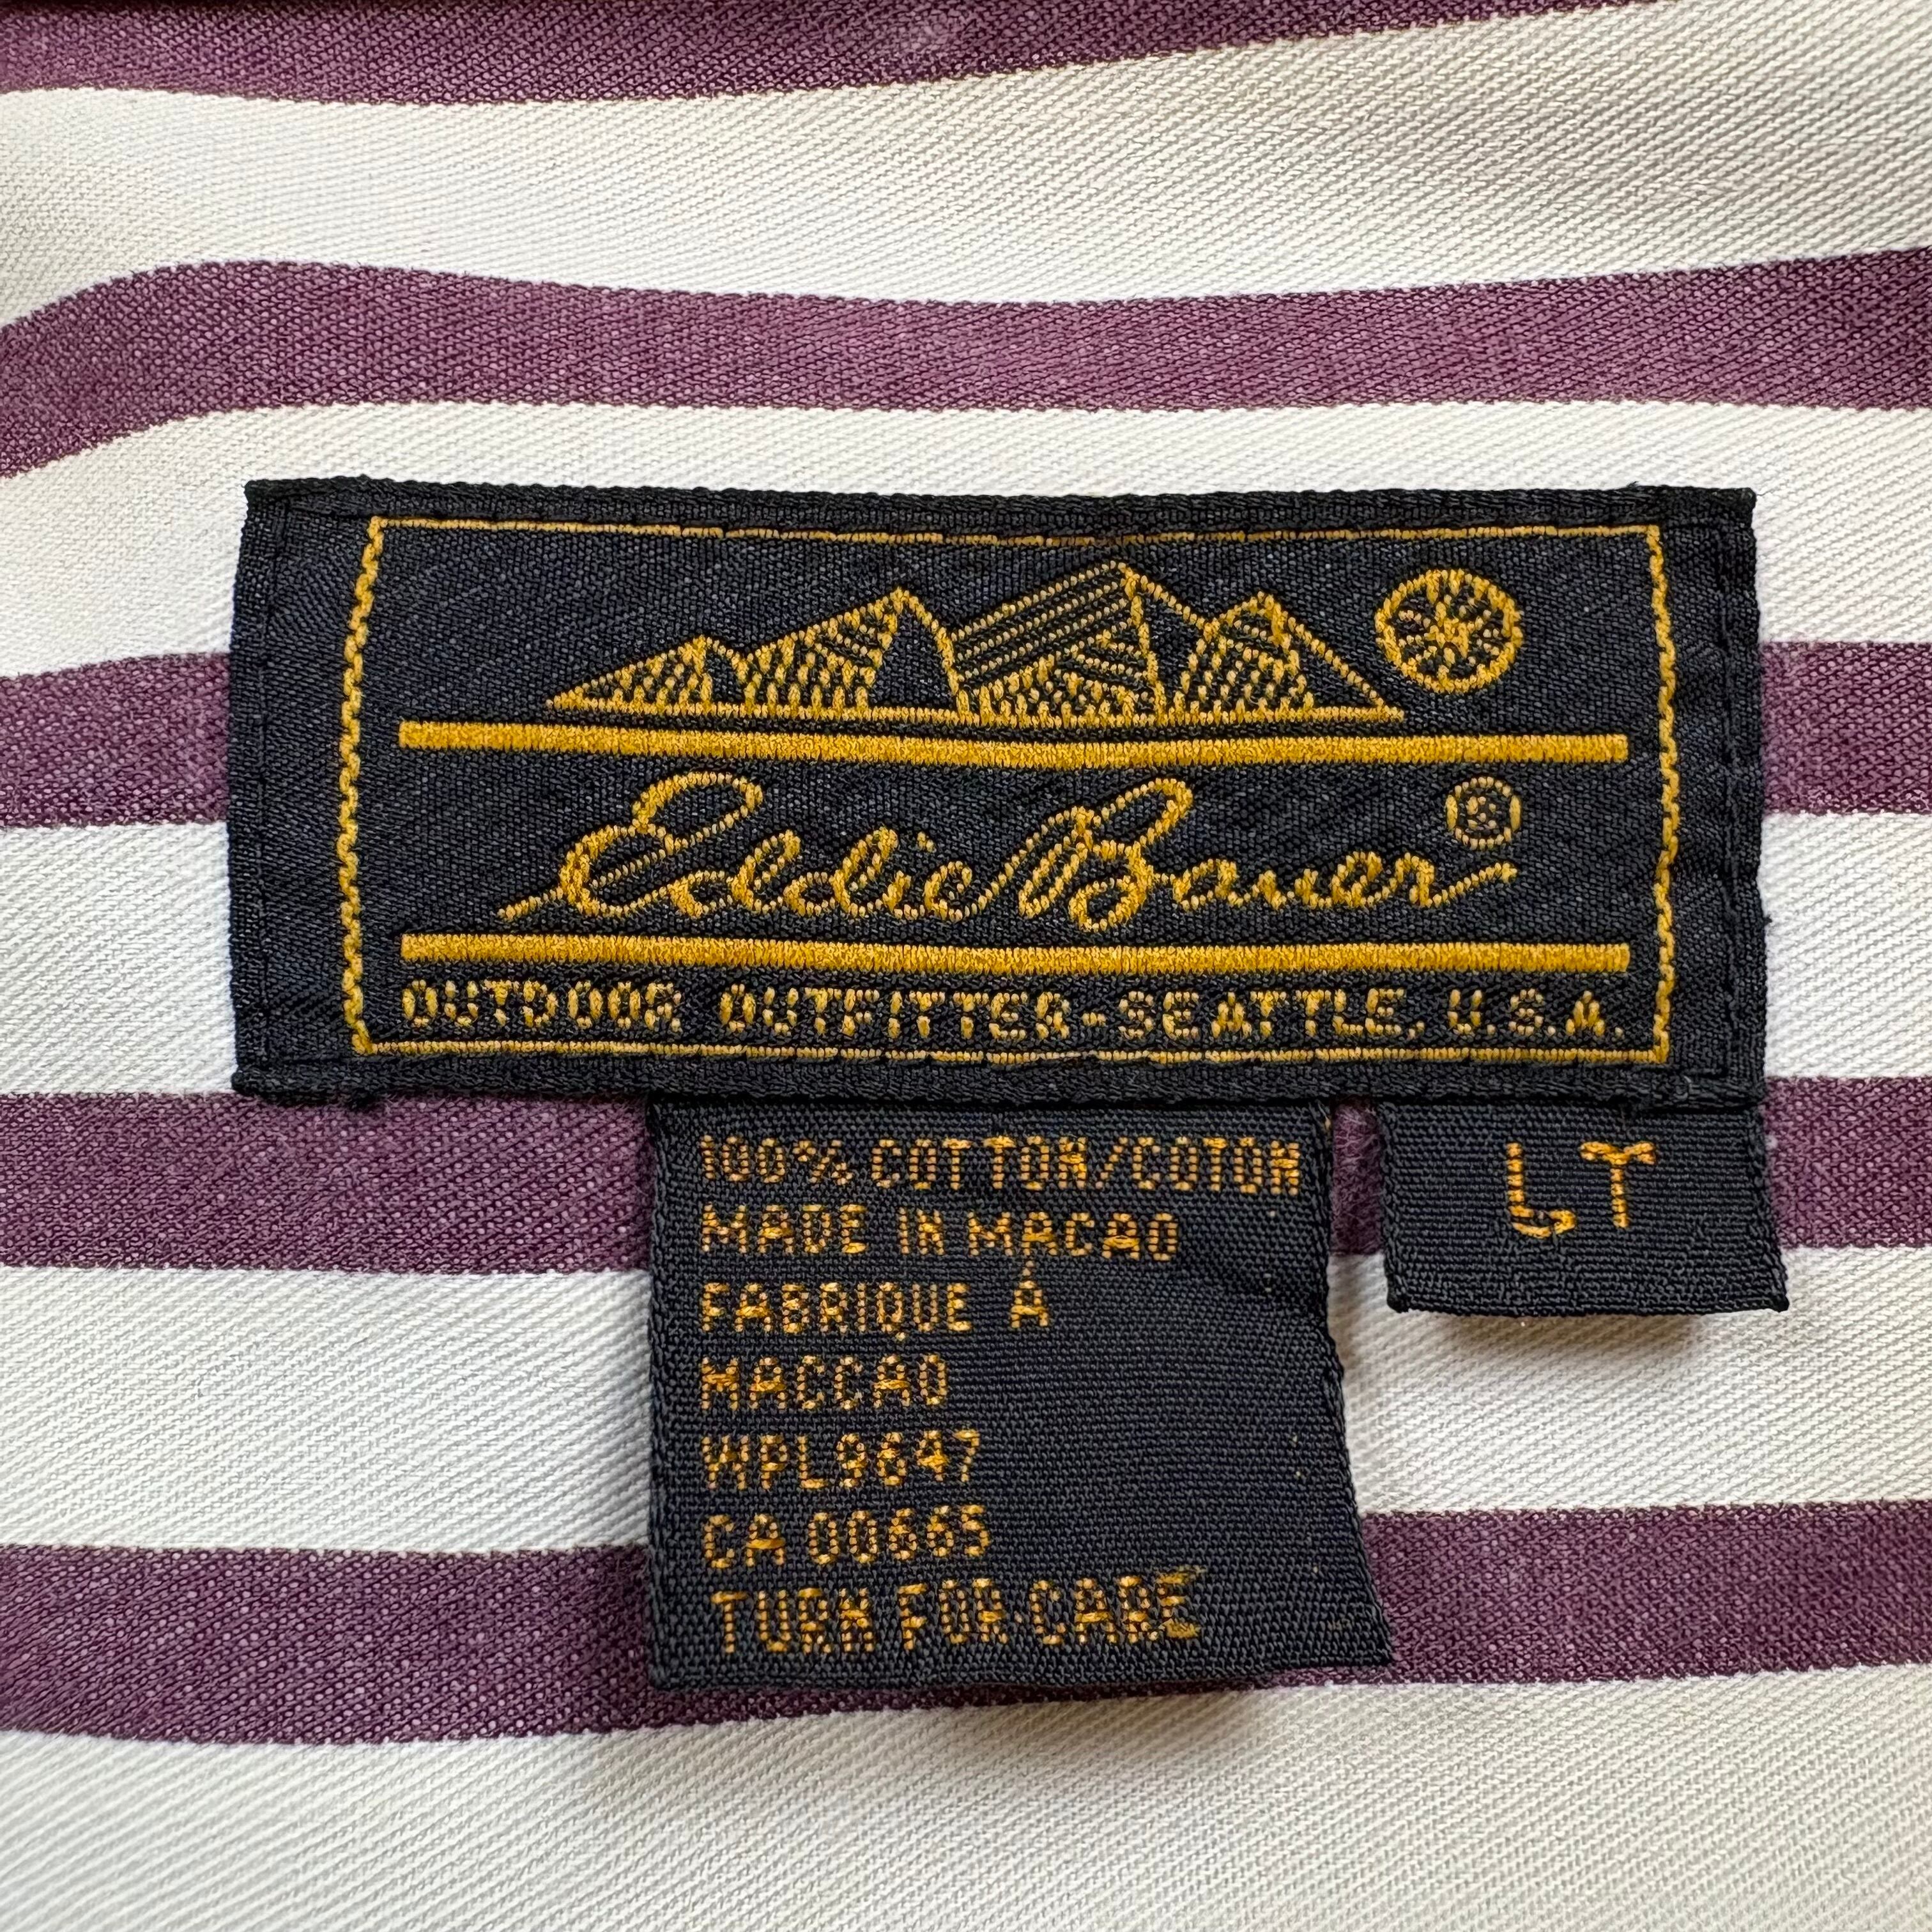 Eddie Bauer®
OUTDOOR OUTFITTER-SEATTLE, U.S.A.
100% COTTON/COTON
MADE IN MACAO
FABRIQUE Á
MACCAO
WPL9647
CA 00665
TURN FOR CARE
LT